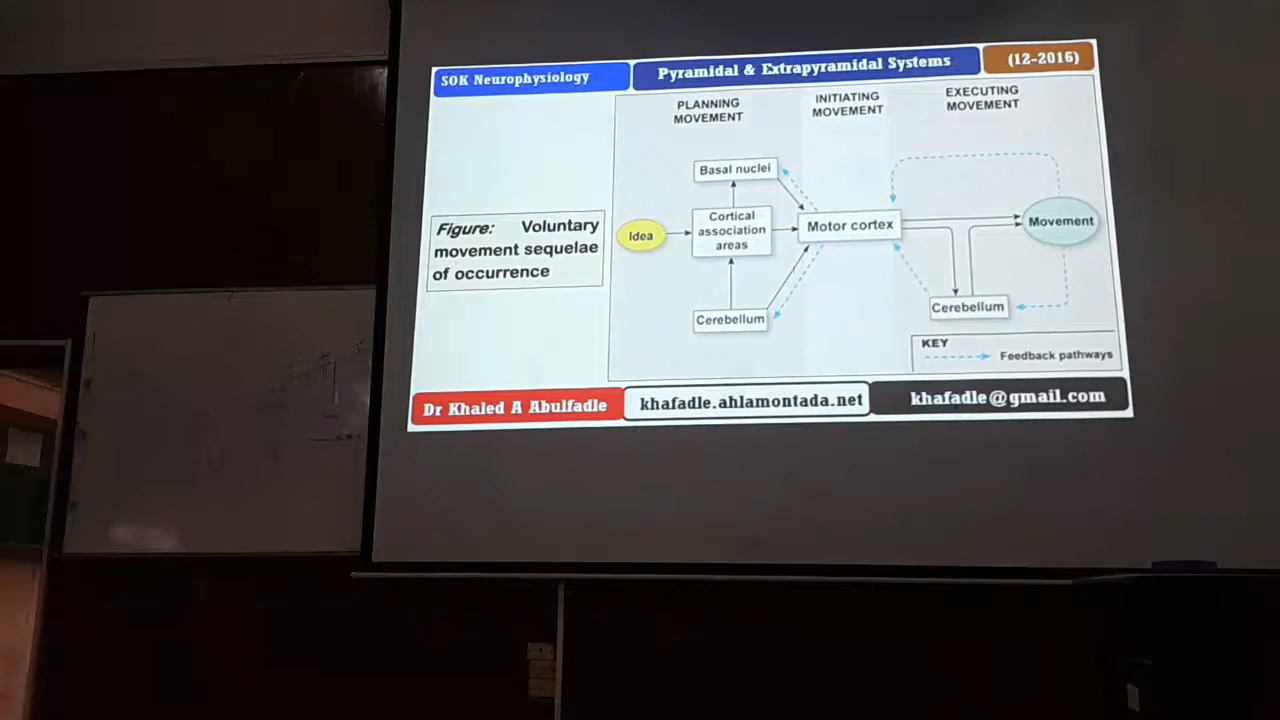 SOK Neurophysiology
Pyramidal & Extrapyramidal Systems
(12-2016)
PLANNING
MOVEMENT
INITIATING
MOVEMENT
EXECUTING
MOVEMENT
Basal nuclei
Figure: Voluntary
movement sequelae
of occurrence
Idea
Cortical
association
areas
Motor cortex
Movement
Cerebellum
Cerebellum
KEY
Feedback pathways
Dr Khaled A Abulfadle
khafadle.ahlamontada.net
khafadle@gmail.com